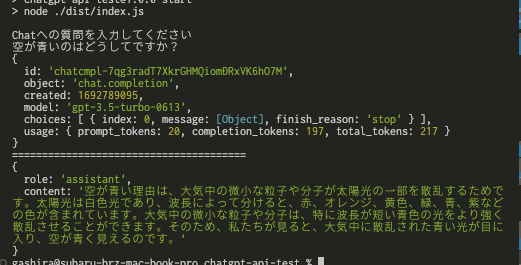 > chatgpt-api-test@1.0.0 start
> node ./dist/index.js
Chatへの質問を入力してください
空が青いのはどうしてですか？
{
  id: 'chatcmpl-7qg3radT7XkrGHMQiomDRxVK6hO7M',
  object: 'chat.completion',
  created: 1692789095,
  model: 'gpt-3.5-turbo-0613',
  choices: [ { index: 0, message: [Object], finish_reason: 'stop' } ],
  usage: { prompt_tokens: 20, completion_tokens: 197, total_tokens: 217 }
}
=======================================
{
  role: 'assistant',
  content: '空が青い理由は、大気中の微小な粒子や分子が太陽光の一部を散乱するためで
す。太陽光は白色光であり、波長によって分けると、赤、オレンジ、黄色、緑、青、紫など
の色が含まれています。大気中の微小な粒子や分子は、特に波長が短い青色の光をより強く
散乱させることができます。そのため、私たちが見ると、大気中に散乱された青い光が目に
入り、空が青く見えるのです。'
}
gashira@subaru-brz-mac-book-pro chatgpt-api-test %